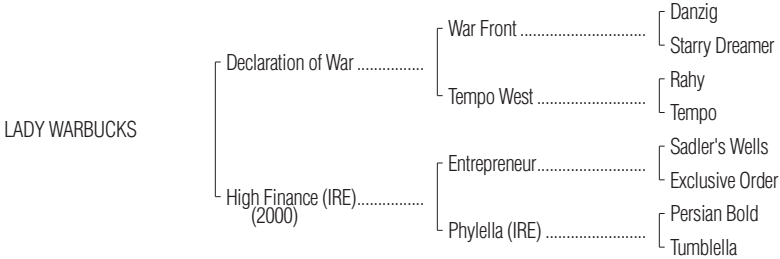 Danzig
War Front ..............................
Starry Dreamer
Declaration of War ................
Rahy
Tempo West ..........................
Tempo
LADY WARBUCKS
Sadler's Wells
Entrepreneur..........................
Exclusive Order
High Finance (IRE)................
(2000)
Persian Bold
Phylella (IRE) ........................
Tumblella